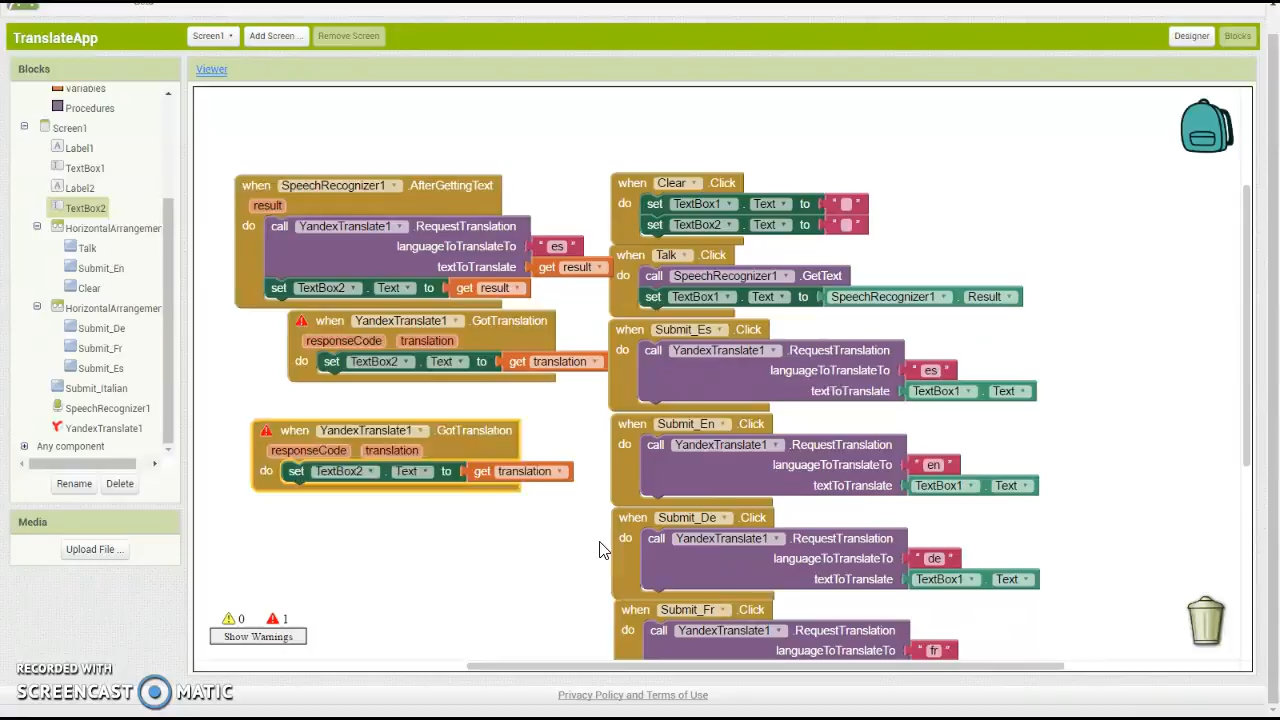 TranslateApp
Screen1
Add Screen ...
Remove Screen
Designer
Blocks
Blocks
Procedures
Screen1
Label1
TextBox1
Label2
TextBox2
HorizontalArrangemer
Talk
Submit_En
Clear
HorizontalArrangemer
Submit_De
Submit_Fr
Submit_Es
Submit_Italian
SpeechRecognizer1
YandexTranslate1
Any component
Rename
Delete
Media
Upload File ...
Viewer
when SpeechRecognizer1 .AfterGettingText
result
do call YandexTranslate1 .RequestTranslation
languageToTranslateTo " es "
textToTranslate get result
set TextBox2 . Text to get result
when YandexTranslate1 .GotTranslation
responseCode translation
do set TextBox2 . Text to get translation
when YandexTranslate1 .GotTranslation
responseCode translation
do set TextBox2 . Text to get translation
0 1
Show Warnings
when Clear .Click
do set TextBox1 . Text to " "
set TextBox2 . Text to " "
when Talk .Click
do call SpeechRecognizer1 .GetText
set TextBox1 . Text to SpeechRecognizer1 . Result
when Submit_Es .Click
do call YandexTranslate1 .RequestTranslation
languageToTranslateTo " es "
textToTranslate TextBox1 . Text
when Submit_En .Click
do call YandexTranslate1 .RequestTranslation
languageToTranslateTo " en "
textToTranslate TextBox1 . Text
when Submit_De .Click
do call YandexTranslate1 .RequestTranslation
languageToTranslateTo " de "
textToTranslate TextBox1 . Text
when Submit_Fr .Click
do call YandexTranslate1 .RequestTranslation
languageToTranslateTo " fr "
RECORDED WITH
SCREENCAST MATIC
Privacy Policy and Terms of Use